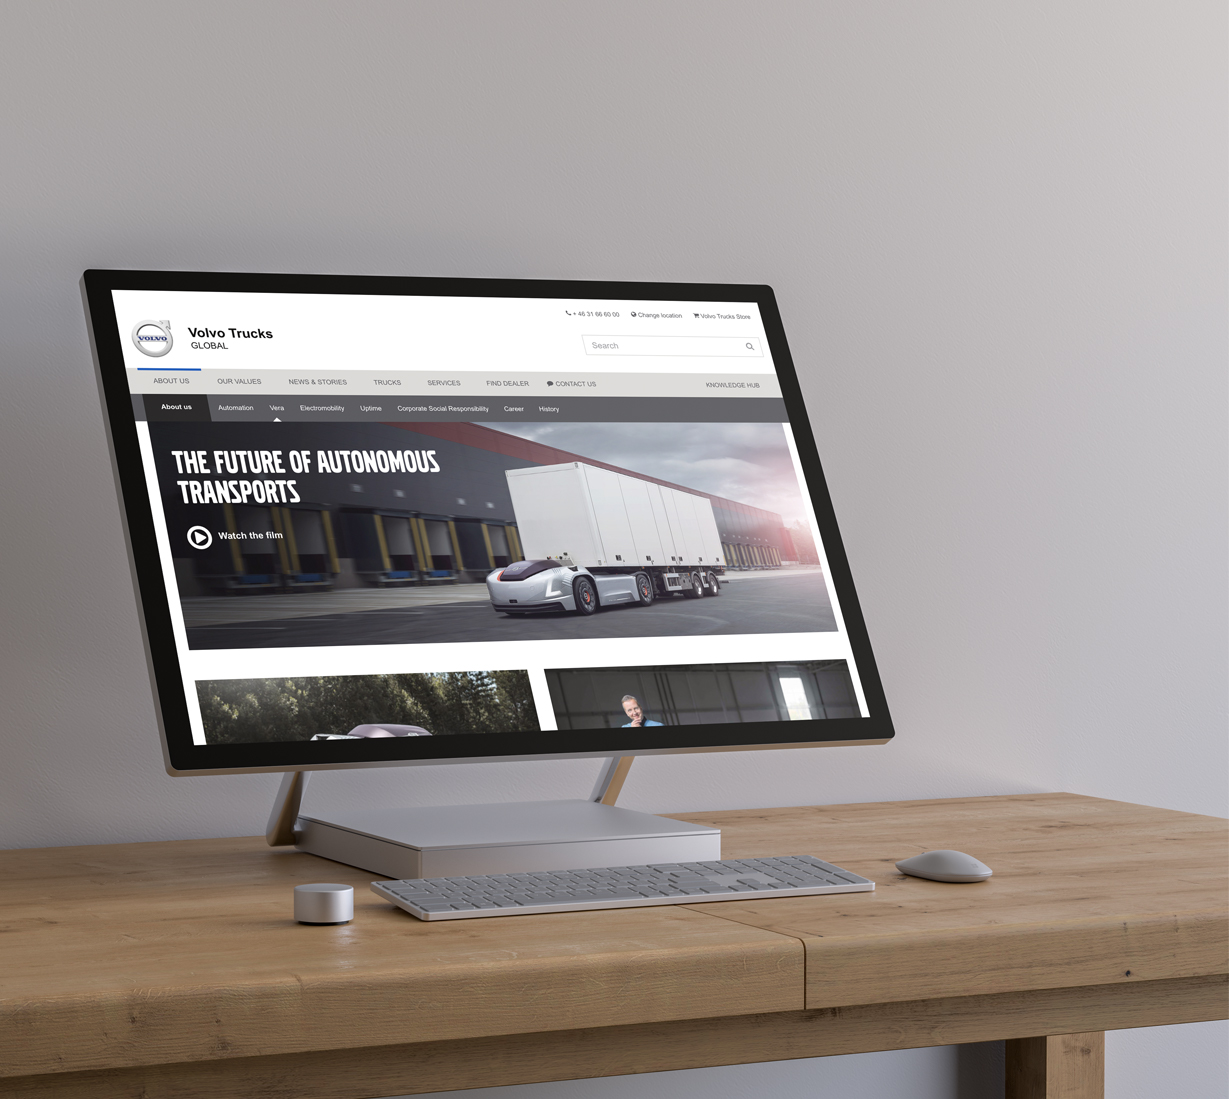 + 46 31 66 60 00 Change location Volvo Trucks Store
VOLVO
Volvo Trucks
GLOBAL
Search
ABOUT US OUR VALUES NEWS & STORIES TRUCKS SERVICES FIND DEALER CONTACT US KNOWLEDGE HUB
About us Automation Vera Electromobility Uptime Corporate Social Responsibility Career History
THE FUTURE OF AUTONOMOUS
TRANSPORTS
Watch the film